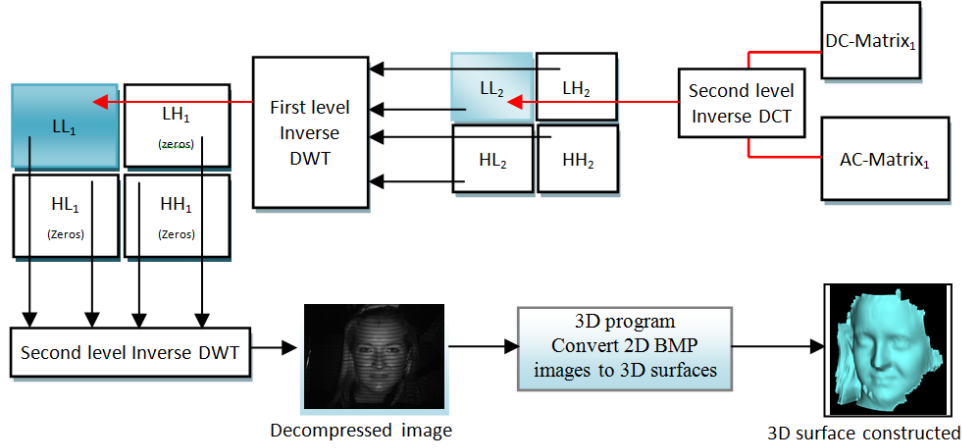 DC-Matrix₁
Second level
Inverse DCT
AC-Matrix₁
LL₂
LH₂
HL₂
HH₂
First level
Inverse
DWT
LL₁
LH₁
(zeros)
HL₁
(Zeros)
HH₁
(Zeros)
Second level Inverse DWT
Decompressed image
3D program
Convert 2D BMP
images to 3D surfaces
3D surface constructed